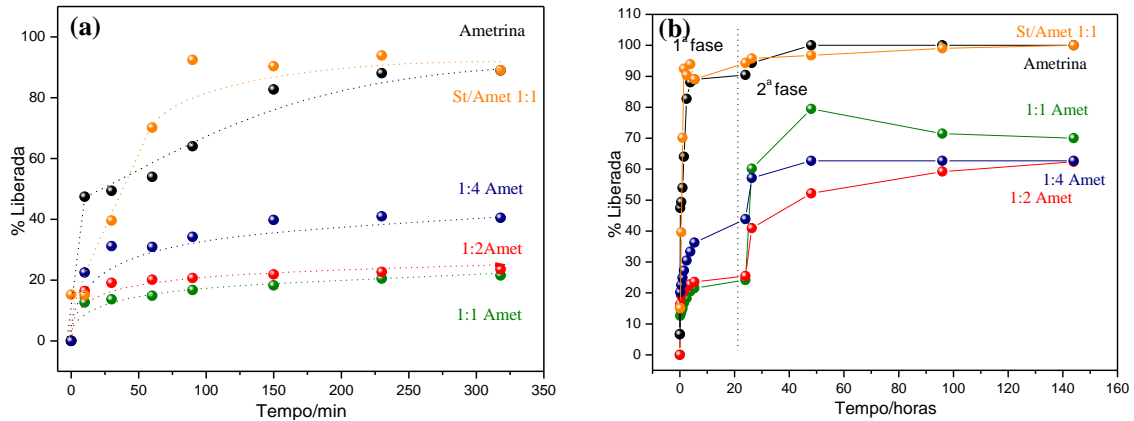 (a)
Ametrina
St/Amet 1:1
1:4 Amet
1:2Amet
1:1 Amet
% Liberada
100
80
60
40
20
0
0 50 100 150 200 250 300 350
Tempo/min
(b)
1ª fase
2ª fase
St/Amet 1:1
Ametrina
1:1 Amet
1:4 Amet
1:2 Amet
% Liberada
110
100
90
80
70
60
50
40
30
20
10
0
0 20 40 60 80 100 120 140 160
Tempo/horas